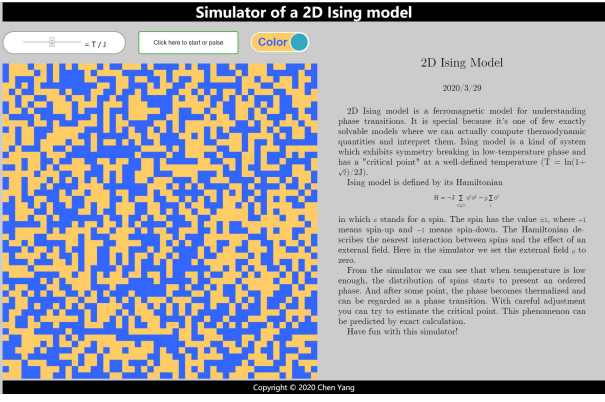 Simulator of a 2D Ising model
= T / J
Click here to start or pause
Color
2D Ising Model
2020/3/29
2D Ising model is a ferromagnetic model for understanding
phase transitions. It is special because it's one of few exactly
solvable models where we can actually compute thermodynamic
quantities and interpret them. Ising model is a kind of system
which exhibits symmetry breaking in low-temperature phase and
has a "critical point" at a well-defined temperature (T = ln(1+
√2)/2J).
Ising model is defined by its Hamiltonian
H = −J Σ σσ − μ Σ σ
in which σ stands for a spin. The spin has the value ±1, where +1
means spin-up and −1 means spin-down. The Hamiltonian de-
scribes the nearest interaction between spins and the effect of an
external field. Here in the simulator we set the external field μ to
zero.
From the simulator we can see that when temperature is low
enough, the distribution of spins starts to present an ordered
phase. And after some point, the phase becomes thermalized and
can be regarded as a phase transition. With careful adjustment
you can try to estimate the critical point. This phenomenon can
be predicted by exact calculation.
Have fun with this simulator!
Copyright © 2020 Chen Yang